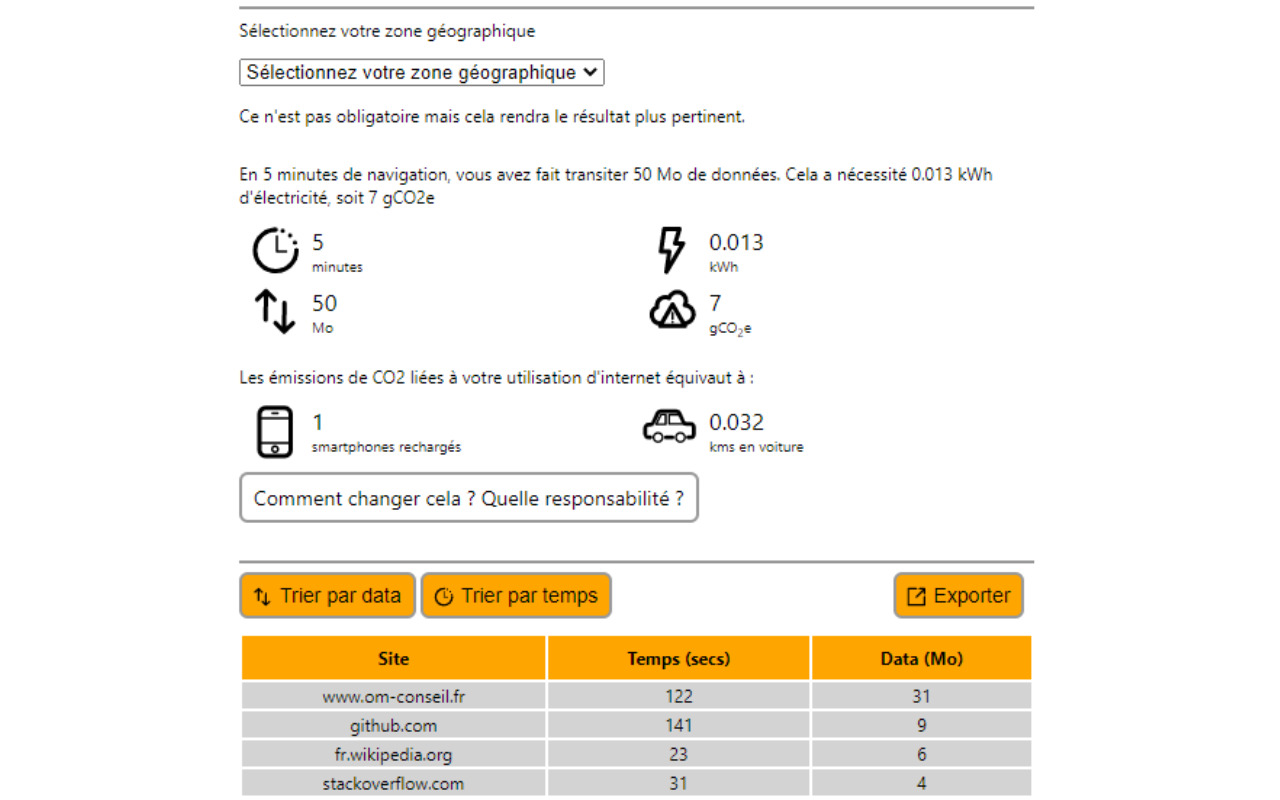 Sélectionnez votre zone géographique
Sélectionnez votre zone géographique
Ce n'est pas obligatoire mais cela rendra le résultat plus pertinent.
En 5 minutes de navigation, vous avez fait transiter 50 Mo de données. Cela a nécessité 0.013 kWh
d'électricité, soit 7 gCO2e
5
minutes
0.013
kWh
50
Mo
7
gCO₂e
Les émissions de CO2 liées à votre utilisation d'internet équivaut à :
1
smartphones rechargés
0.032
kms en voiture
Comment changer cela ? Quelle responsabilité ?
Trier par data Trier par temps Exporter
Site Temps (secs) Data (Mo)
www.om-conseil.fr 122 31
github.com 141 9
fr.wikipedia.org 23 6
stackoverflow.com 31 4